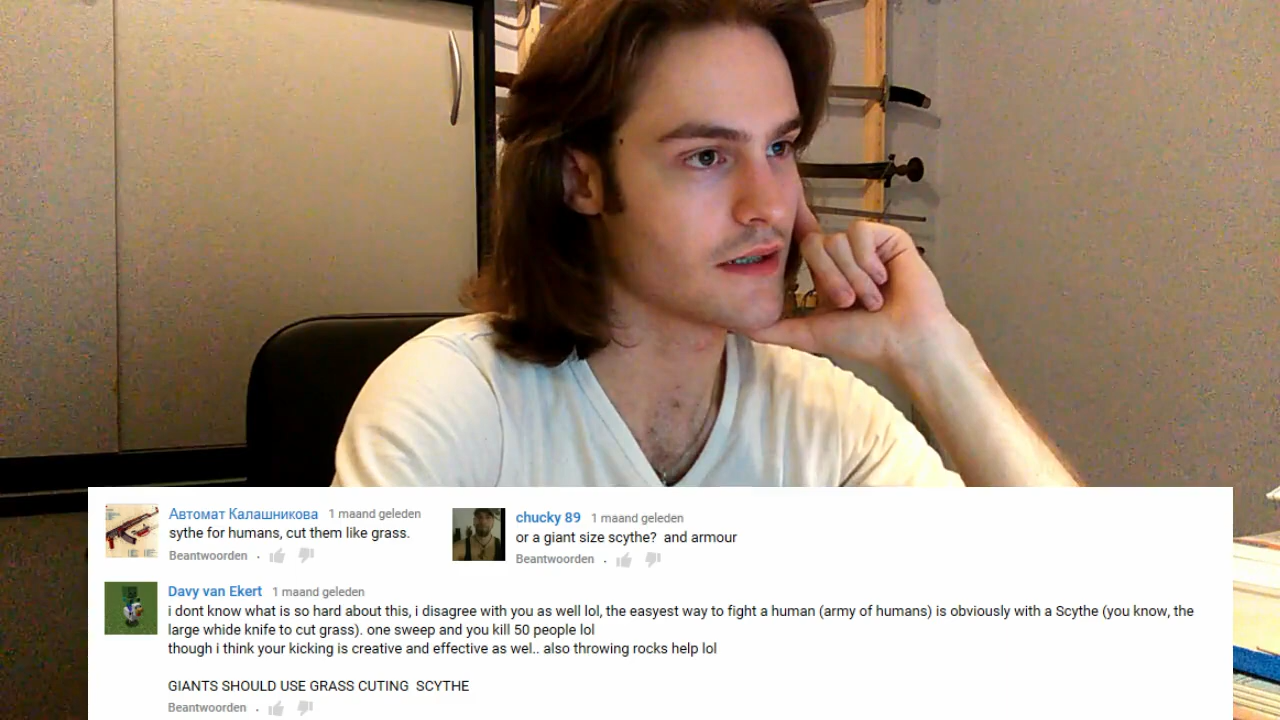 Автомат Калашникова 1 maand geleden
sythe for humans, cut them like grass.
Beantwoorden ·
chucky 89 1 maand geleden
or a giant size scythe? and armour
Beantwoorden ·
Davy van Ekert 1 maand geleden
i dont know what is so hard about this, i disagree with you as well lol, the easyest way to fight a human (army of humans) is obviously with a Scythe (you know, the
large whide knife to cut grass). one sweep and you kill 50 people lol
though i think your kicking is creative and effective as wel.. also throwing rocks help lol
GIANTS SHOULD USE GRASS CUTING SCYTHE
Beantwoorden ·